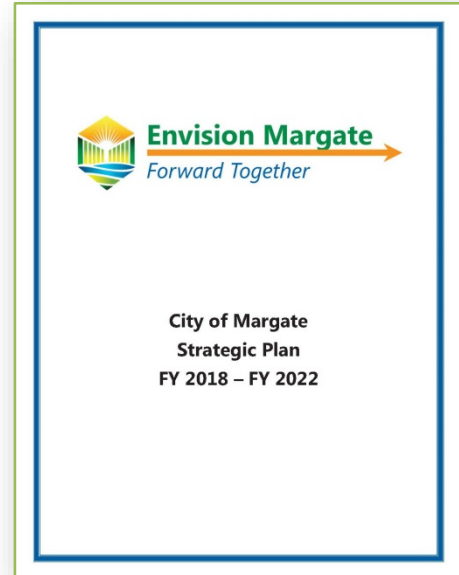 Envision Margate
Forward Together
City of Margate
Strategic Plan
FY 2018 – FY 2022